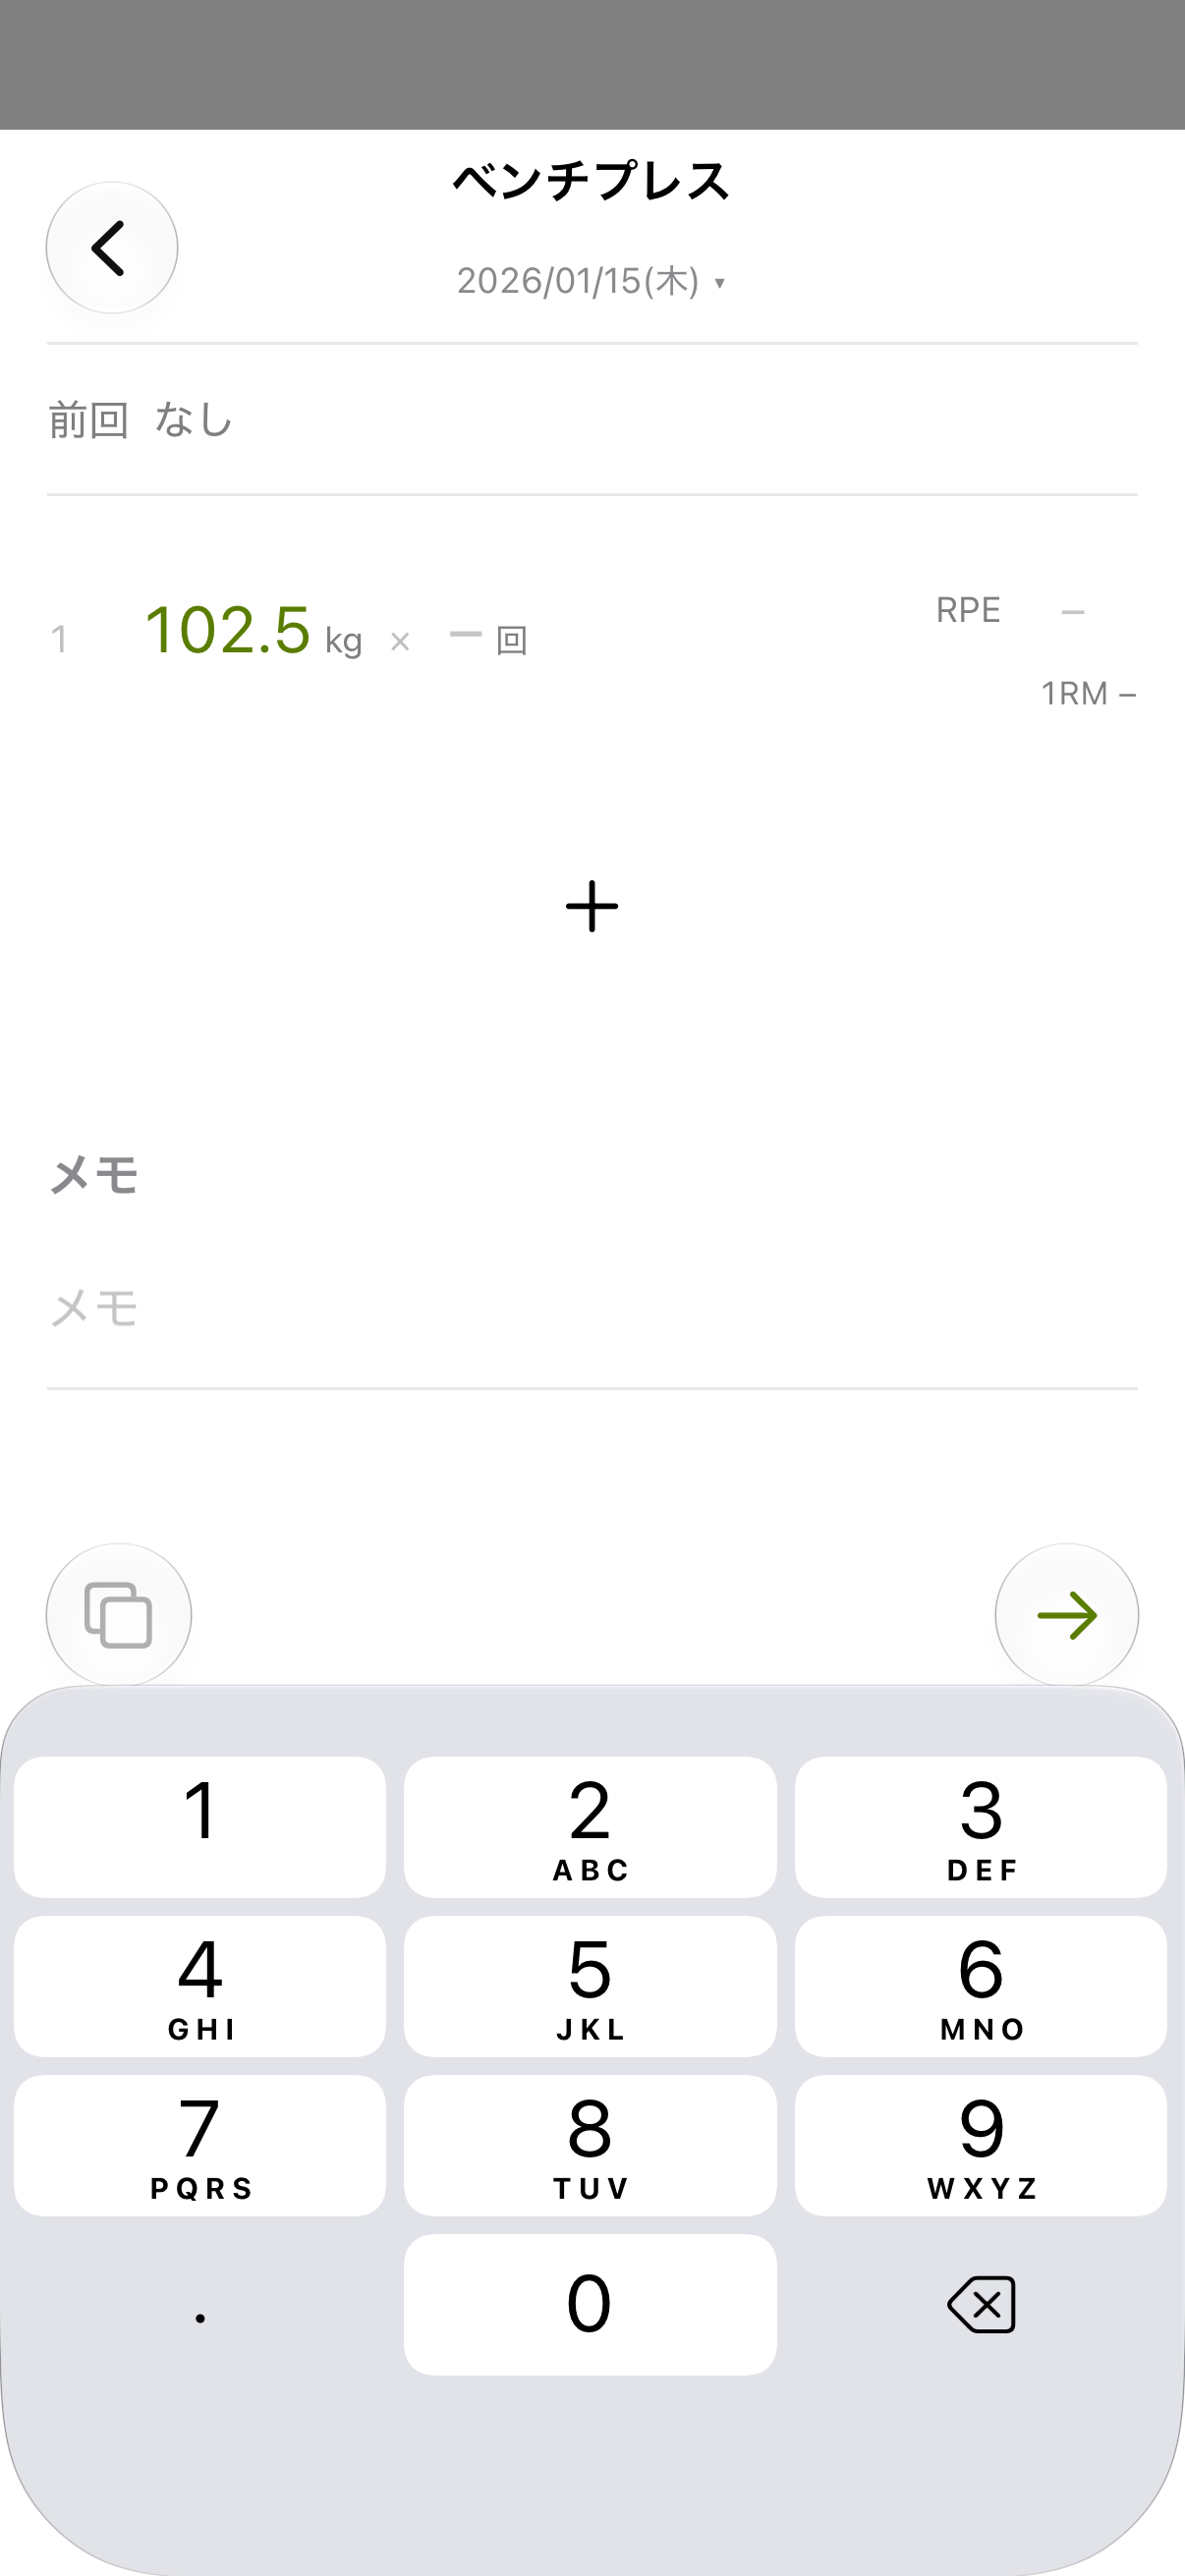 ベンチプレス
2026/01/15(木) ▾
前回 なし
1 102.5 kg × – 回 RPE –
1RM –
+
メモ
メモ
1 2 3
ABC DEF
4 5 6
GHI JKL MNO
7 8 9
PQRS TUV WXYZ
. 0